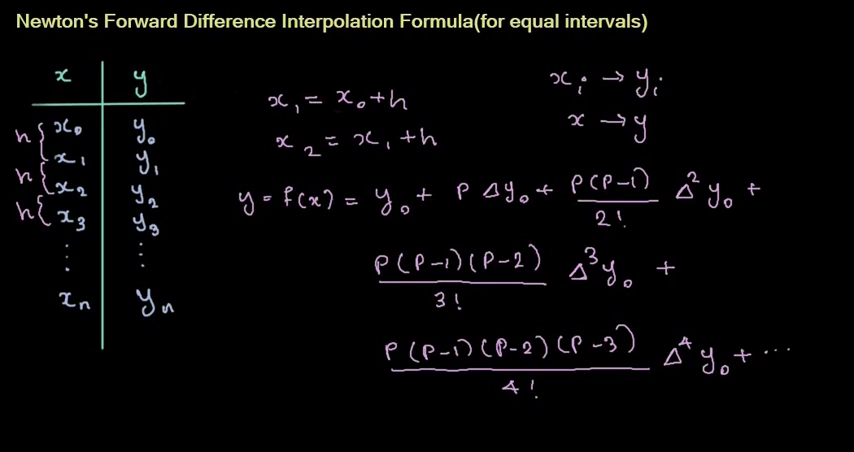 Newton's Forward Difference Interpolation Formula(for equal intervals)
x y
x₀ y₀
h
x₁ y₁
h
x₂ y₂
h
x₃ y₃
⋮ ⋮
xₙ yₙ
x₁ = x₀ + h
x₂ = x₁ + h
xᵢ → yᵢ
x → y
y = f(x) = y₀ + P Δy₀ + P(P-1)/2! Δ²y₀ +
P(P-1)(P-2)/3! Δ³y₀ +
P(P-1)(P-2)(P-3)/4! Δ⁴y₀ + ...